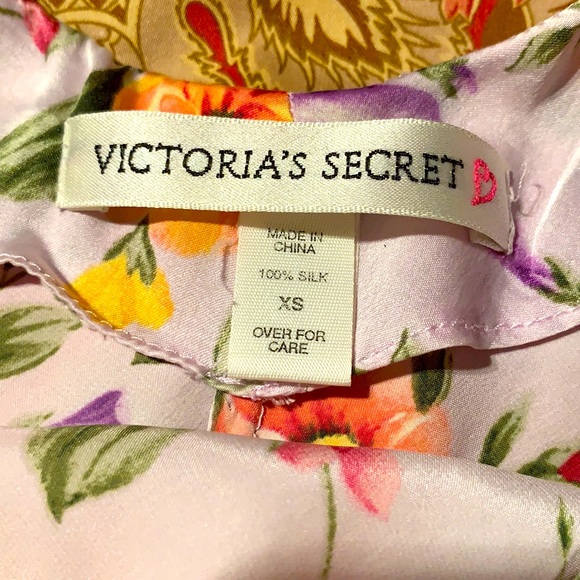 VICTORIA'S SECRET
MADE IN
CHINA
100% SILK
XS
OVER FOR
CARE